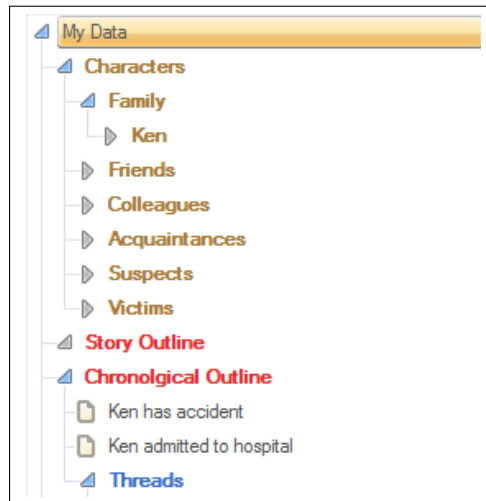 My Data
Characters
Family
Ken
Friends
Colleagues
Acquaintances
Suspects
Victims
Story Outline
Chronolgical Outline
Ken has accident
Ken admitted to hospital
Threads